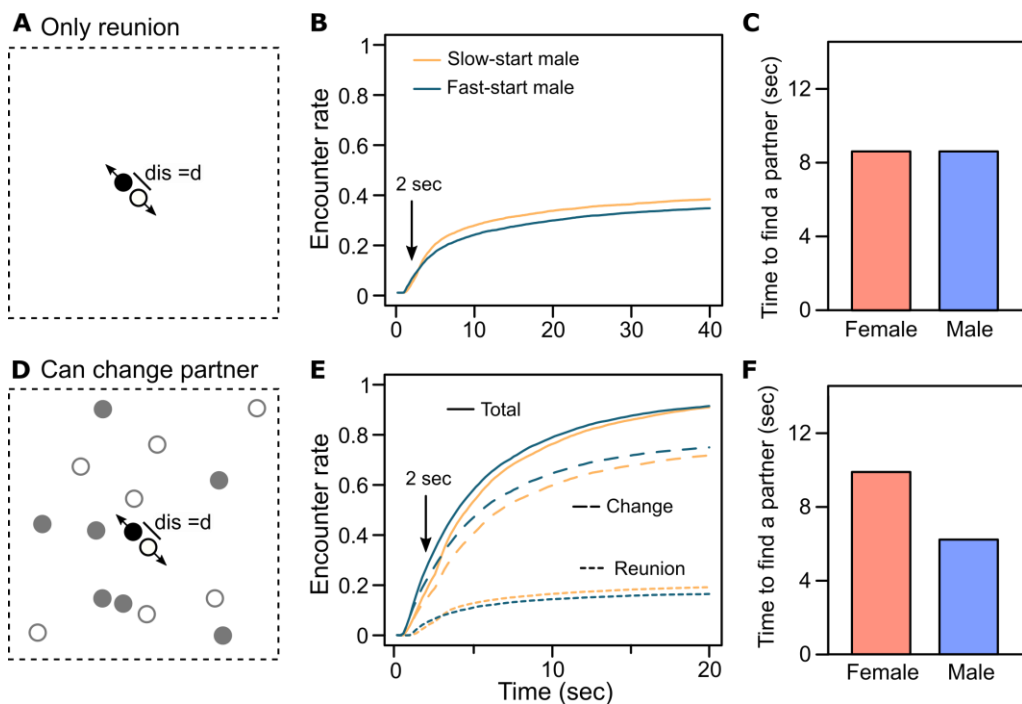 A Only reunion
dis =d
B
Encounter rate
1
0.8
0.6
0.4
0.2
0
Slow-start male
Fast-start male
2 sec
0 10 20 30 40
C
Time to find a partner (sec)
12
8
4
0
Female Male
D Can change partner
dis =d
E
Encounter rate
1
0.8
0.6
0.4
0.2
0
Total
2 sec
Change
Reunion
0 10 20
Time (sec)
F
Time to find a partner (sec)
12
8
4
0
Female Male